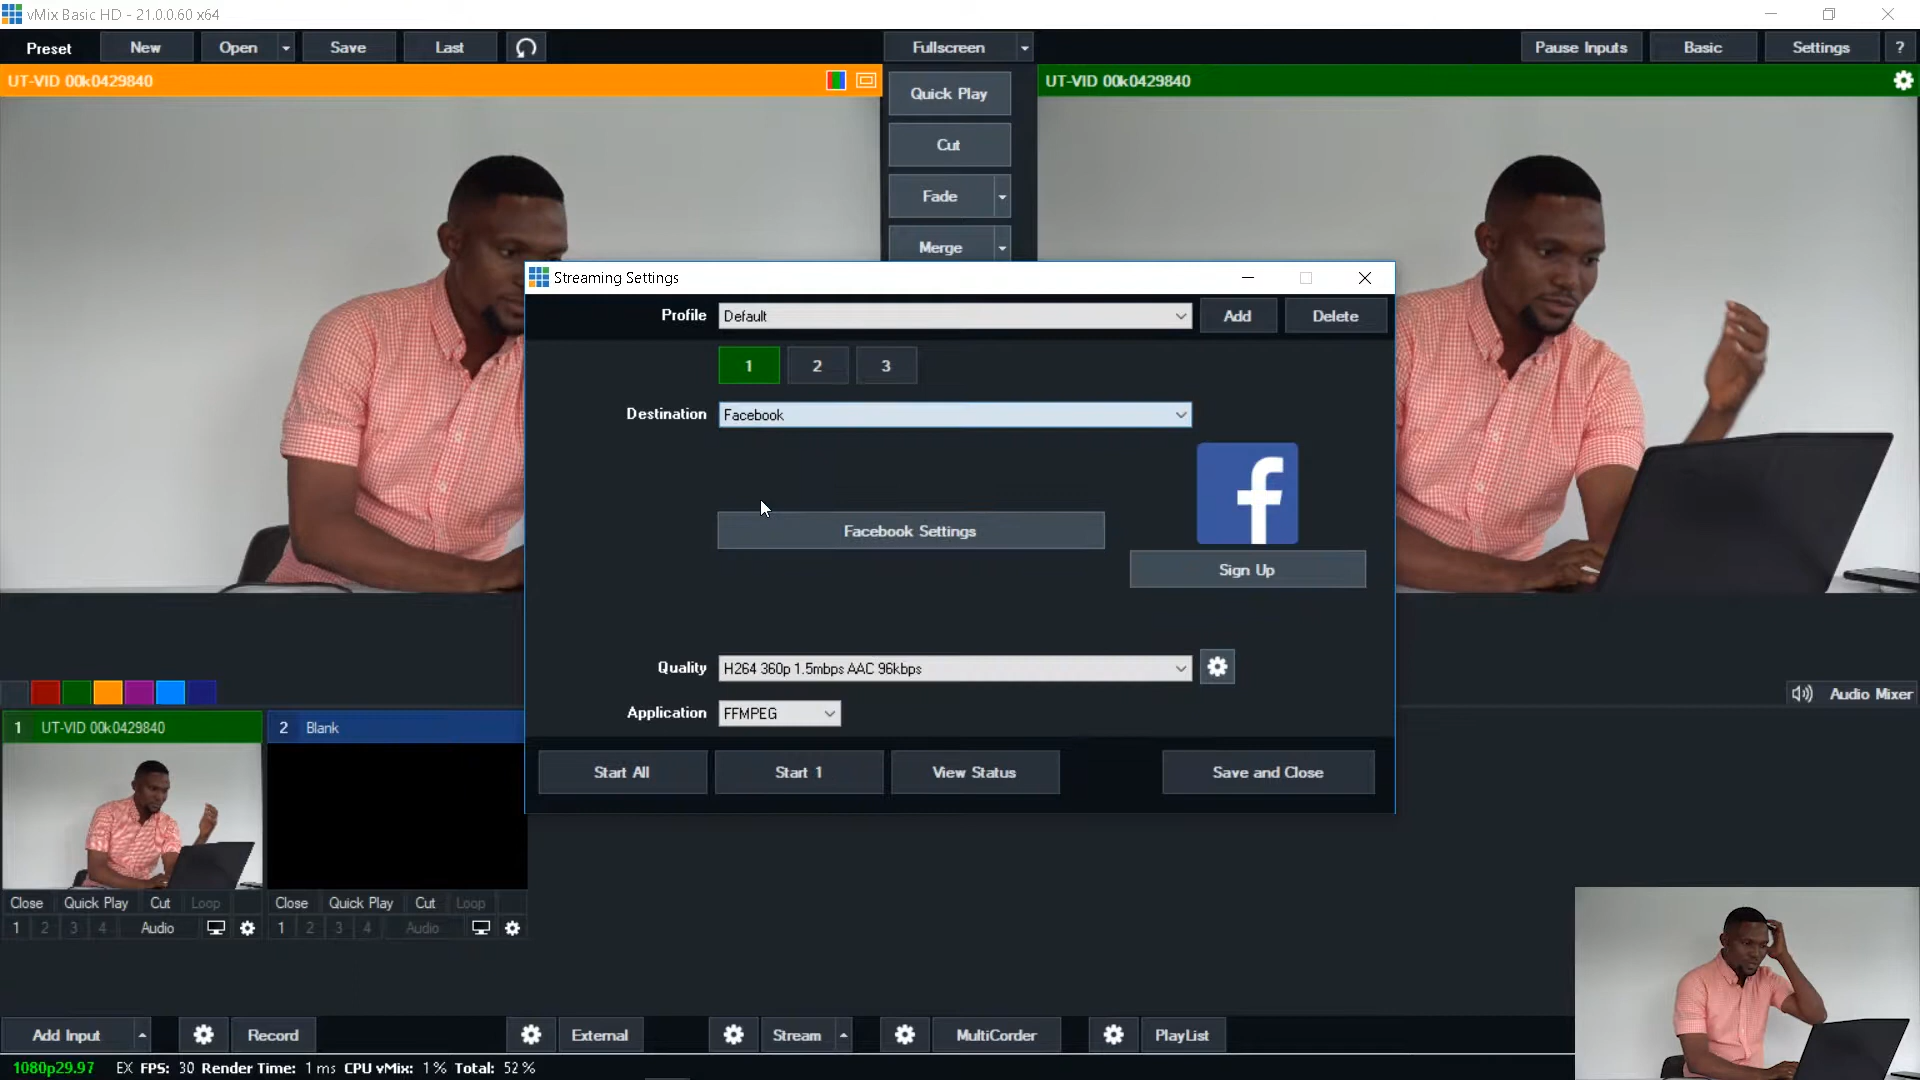 vMix Basic HD - 21.0.0.60 x64
Preset New Open Save Last Fullscreen Pause Inputs Basic Settings ?
UT-VID 00k0429840
UT-VID 00k0429840
Quick Play
Cut
Fade
Merge
Streaming Settings
Profile Default Add Delete
1 2 3
Destination Facebook
f
Facebook Settings
Sign Up
Quality H264 360p 1.5mbps AAC 96kbps
Application FFMPEG
Start All Start 1 View Status Save and Close
Audio Mixer
1 UT-VID 00k0429840 2 Blank
Close Quick Play Cut Loop Close Quick Play Cut Loop
1 2 3 4 Audio 1 2 3 4 Audio
Add Input Record External Stream MultiCorder PlayList
1080p29.97 EX FPS: 30 Render Time: 1 ms CPU vMix: 1 % Total: 52 %